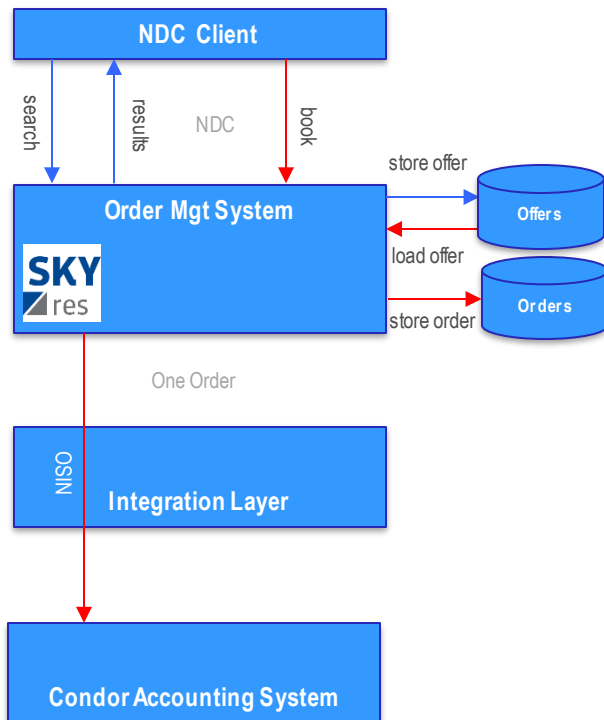 NDC Client
search
results
NDC
book
store offer
Order Mgt System
Offers
load offer
SKY
res
Orders
store order
One Order
OSIN
Integration Layer
Condor Accounting System